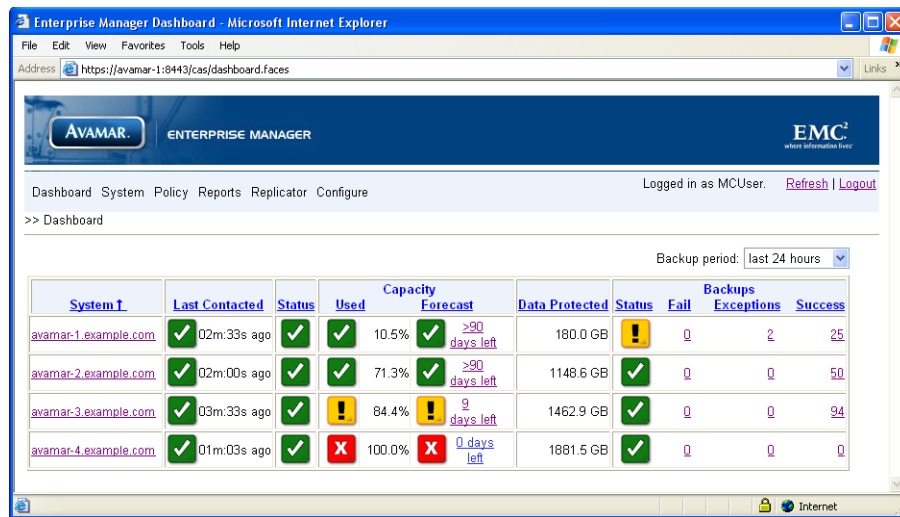 Enterprise Manager Dashboard - Microsoft Internet Explorer
File Edit View Favorites Tools Help
Address https://avamar-1:8443/cas/dashboard.faces Links »
AVAMAR. ENTERPRISE MANAGER EMC²
where information lives®
Dashboard System Policy Reports Replicator Configure Logged in as MCUser. Refresh | Logout
>> Dashboard
Backup period: last 24 hours
Capacity Backups
System ↑ Last Contacted Status Used Forecast Data Protected Status Fail Exceptions Success
avamar-1.example.com 02m:33s ago 10.5% >90 days left 180.0 GB 0 2 25
avamar-2.example.com 02m:00s ago 71.3% >90 days left 1148.6 GB 0 0 50
avamar-3.example.com 03m:33s ago 84.4% 9 days left 1462.9 GB 0 0 94
avamar-4.example.com 01m:03s ago 100.0% 0 days left 1881.5 GB 0 0 0
Internet